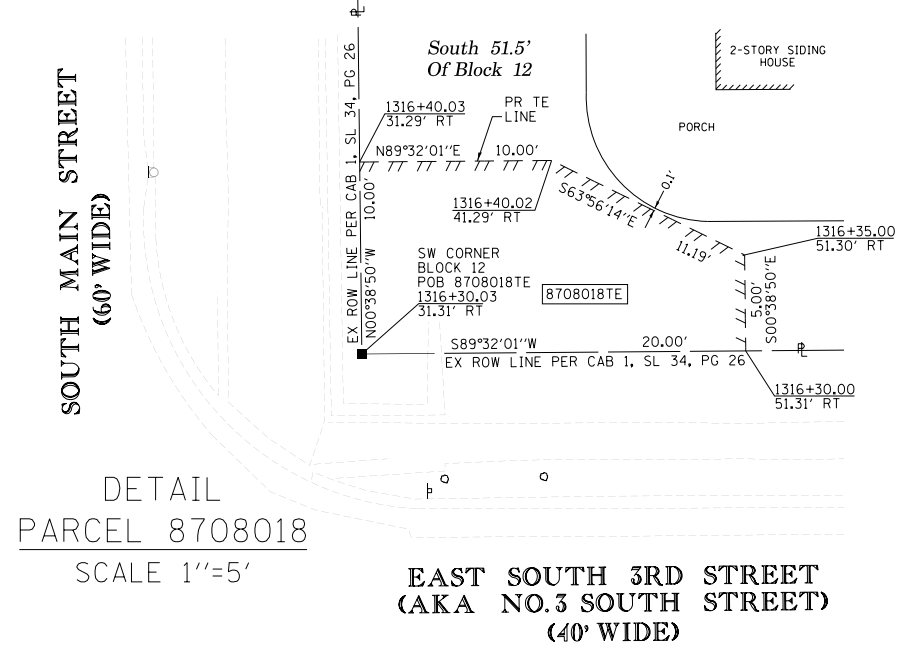 PL
South 51.5'
Of Block 12
2-STORY SIDING
HOUSE
1316+40.03
31.29' RT
PR TE
LINE
PORCH
N89°32'01"E 10.00'
0.1'
S63°56'14"E
11.19'
1316+40.02
41.29' RT
1316+35.00
51.30' RT
EX ROW LINE PER CAB 1, SL 34, PG 26
N00°38'50"W 10.00'
SW CORNER
BLOCK 12
POB 8708018TE
1316+30.03
31.31' RT
8708018TE
5.00'
S00°38'50"E
S89°32'01"W 20.00'
EX ROW LINE PER CAB 1, SL 34, PG 26
PL
1316+30.00
51.31' RT
SOUTH MAIN STREET
(60' WIDE)
DETAIL
PARCEL 8708018
SCALE 1"=5'
EAST SOUTH 3RD STREET
(AKA NO.3 SOUTH STREET)
(40' WIDE)